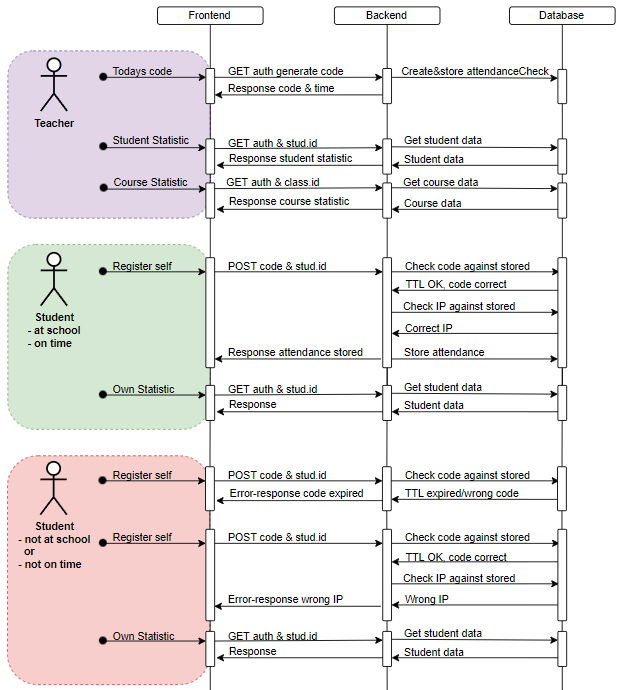 Frontend
Backend
Database
Todays code
GET auth generate code
Create&store attendanceCheck
Response code & time
Teacher
Student Statistic
GET auth & stud.id
Get student data
Response student statistic
Student data
Course Statistic
GET auth & class.id
Get course data
Response course statistic
Course data
Register self
POST code & stud.id
Check code against stored
TTL OK, code correct
Check IP against stored
Student
- at school
- on time
Correct IP
Response attendance stored
Store attendance
Own Statistic
GET auth & stud.id
Get student data
Response
Student data
Register self
POST code & stud.id
Check code against stored
Error-response code expired
TTL expired/wrong code
Student
- not at school
or
- not on time
Register self
POST code & stud.id
Check code against stored
TTL OK, code correct
Check IP against stored
Error-response wrong IP
Wrong IP
Own Statistic
GET auth & stud.id
Get student data
Response
Student data